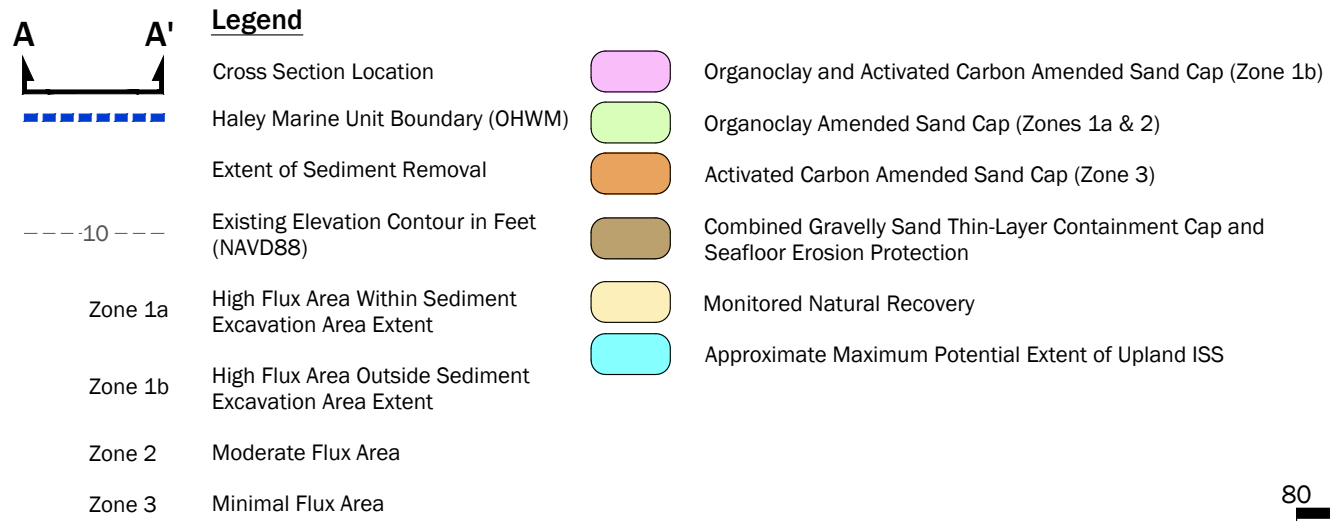 Legend
A A'
Cross Section Location
Haley Marine Unit Boundary (OHWM)
Extent of Sediment Removal
10
Existing Elevation Contour in Feet
(NAVD88)
Zone 1a
High Flux Area Within Sediment
Excavation Area Extent
Zone 1b
High Flux Area Outside Sediment
Excavation Area Extent
Zone 2
Moderate Flux Area
Zone 3
Minimal Flux Area
Organoclay and Activated Carbon Amended Sand Cap (Zone 1b)
Organoclay Amended Sand Cap (Zones 1a & 2)
Activated Carbon Amended Sand Cap (Zone 3)
Combined Gravelly Sand Thin-Layer Containment Cap and
Seafloor Erosion Protection
Monitored Natural Recovery
Approximate Maximum Potential Extent of Upland ISS
80